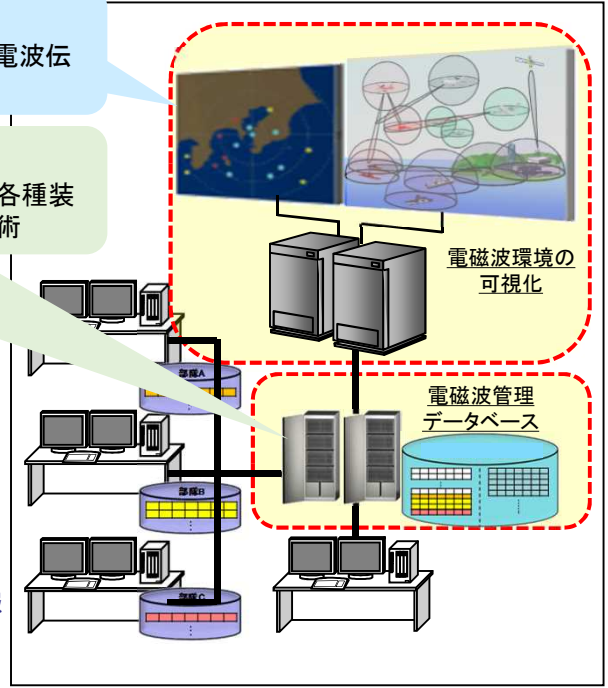 電波伝
各種装
術
電磁波環境の
可視化
部隊A
電磁波管理
データベース
部隊B
部隊C